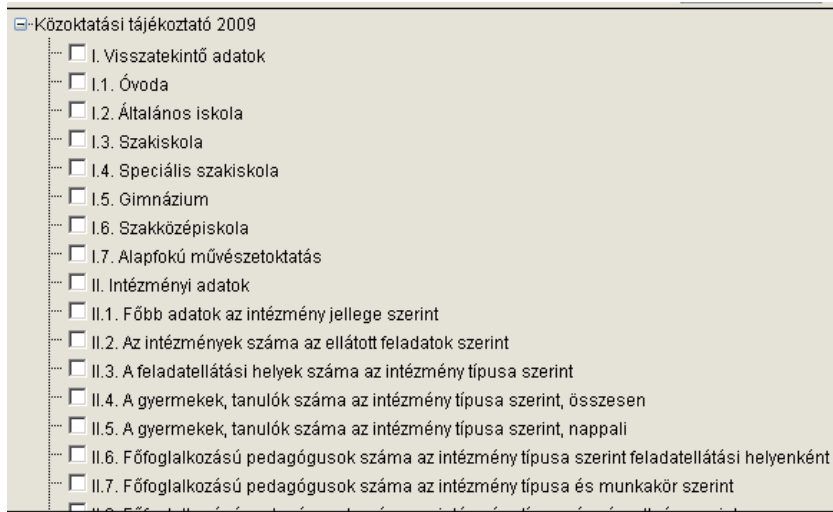 Közoktatási tájékoztató 2009
I. Visszatekintő adatok
I.1. Óvoda
I.2. Általános iskola
I.3. Szakiskola
I.4. Speciális szakiskola
I.5. Gimnázium
I.6. Szakközépiskola
I.7. Alapfokú művészetoktatás
II. Intézményi adatok
II.1. Főbb adatok az intézmény jellege szerint
II.2. Az intézmények száma az ellátott feladatok szerint
II.3. A feladatellátási helyek száma az intézmény típusa szerint
II.4. A gyermekek, tanulók száma az intézmény típusa szerint, összesen
II.5. A gyermekek, tanulók száma az intézmény típusa szerint, nappali
II.6. Főfoglalkozású pedagógusok száma az intézmény típusa szerint feladatellátási helyenként
II.7. Főfoglalkozású pedagógusok száma az intézmény típusa és munkakör szerint